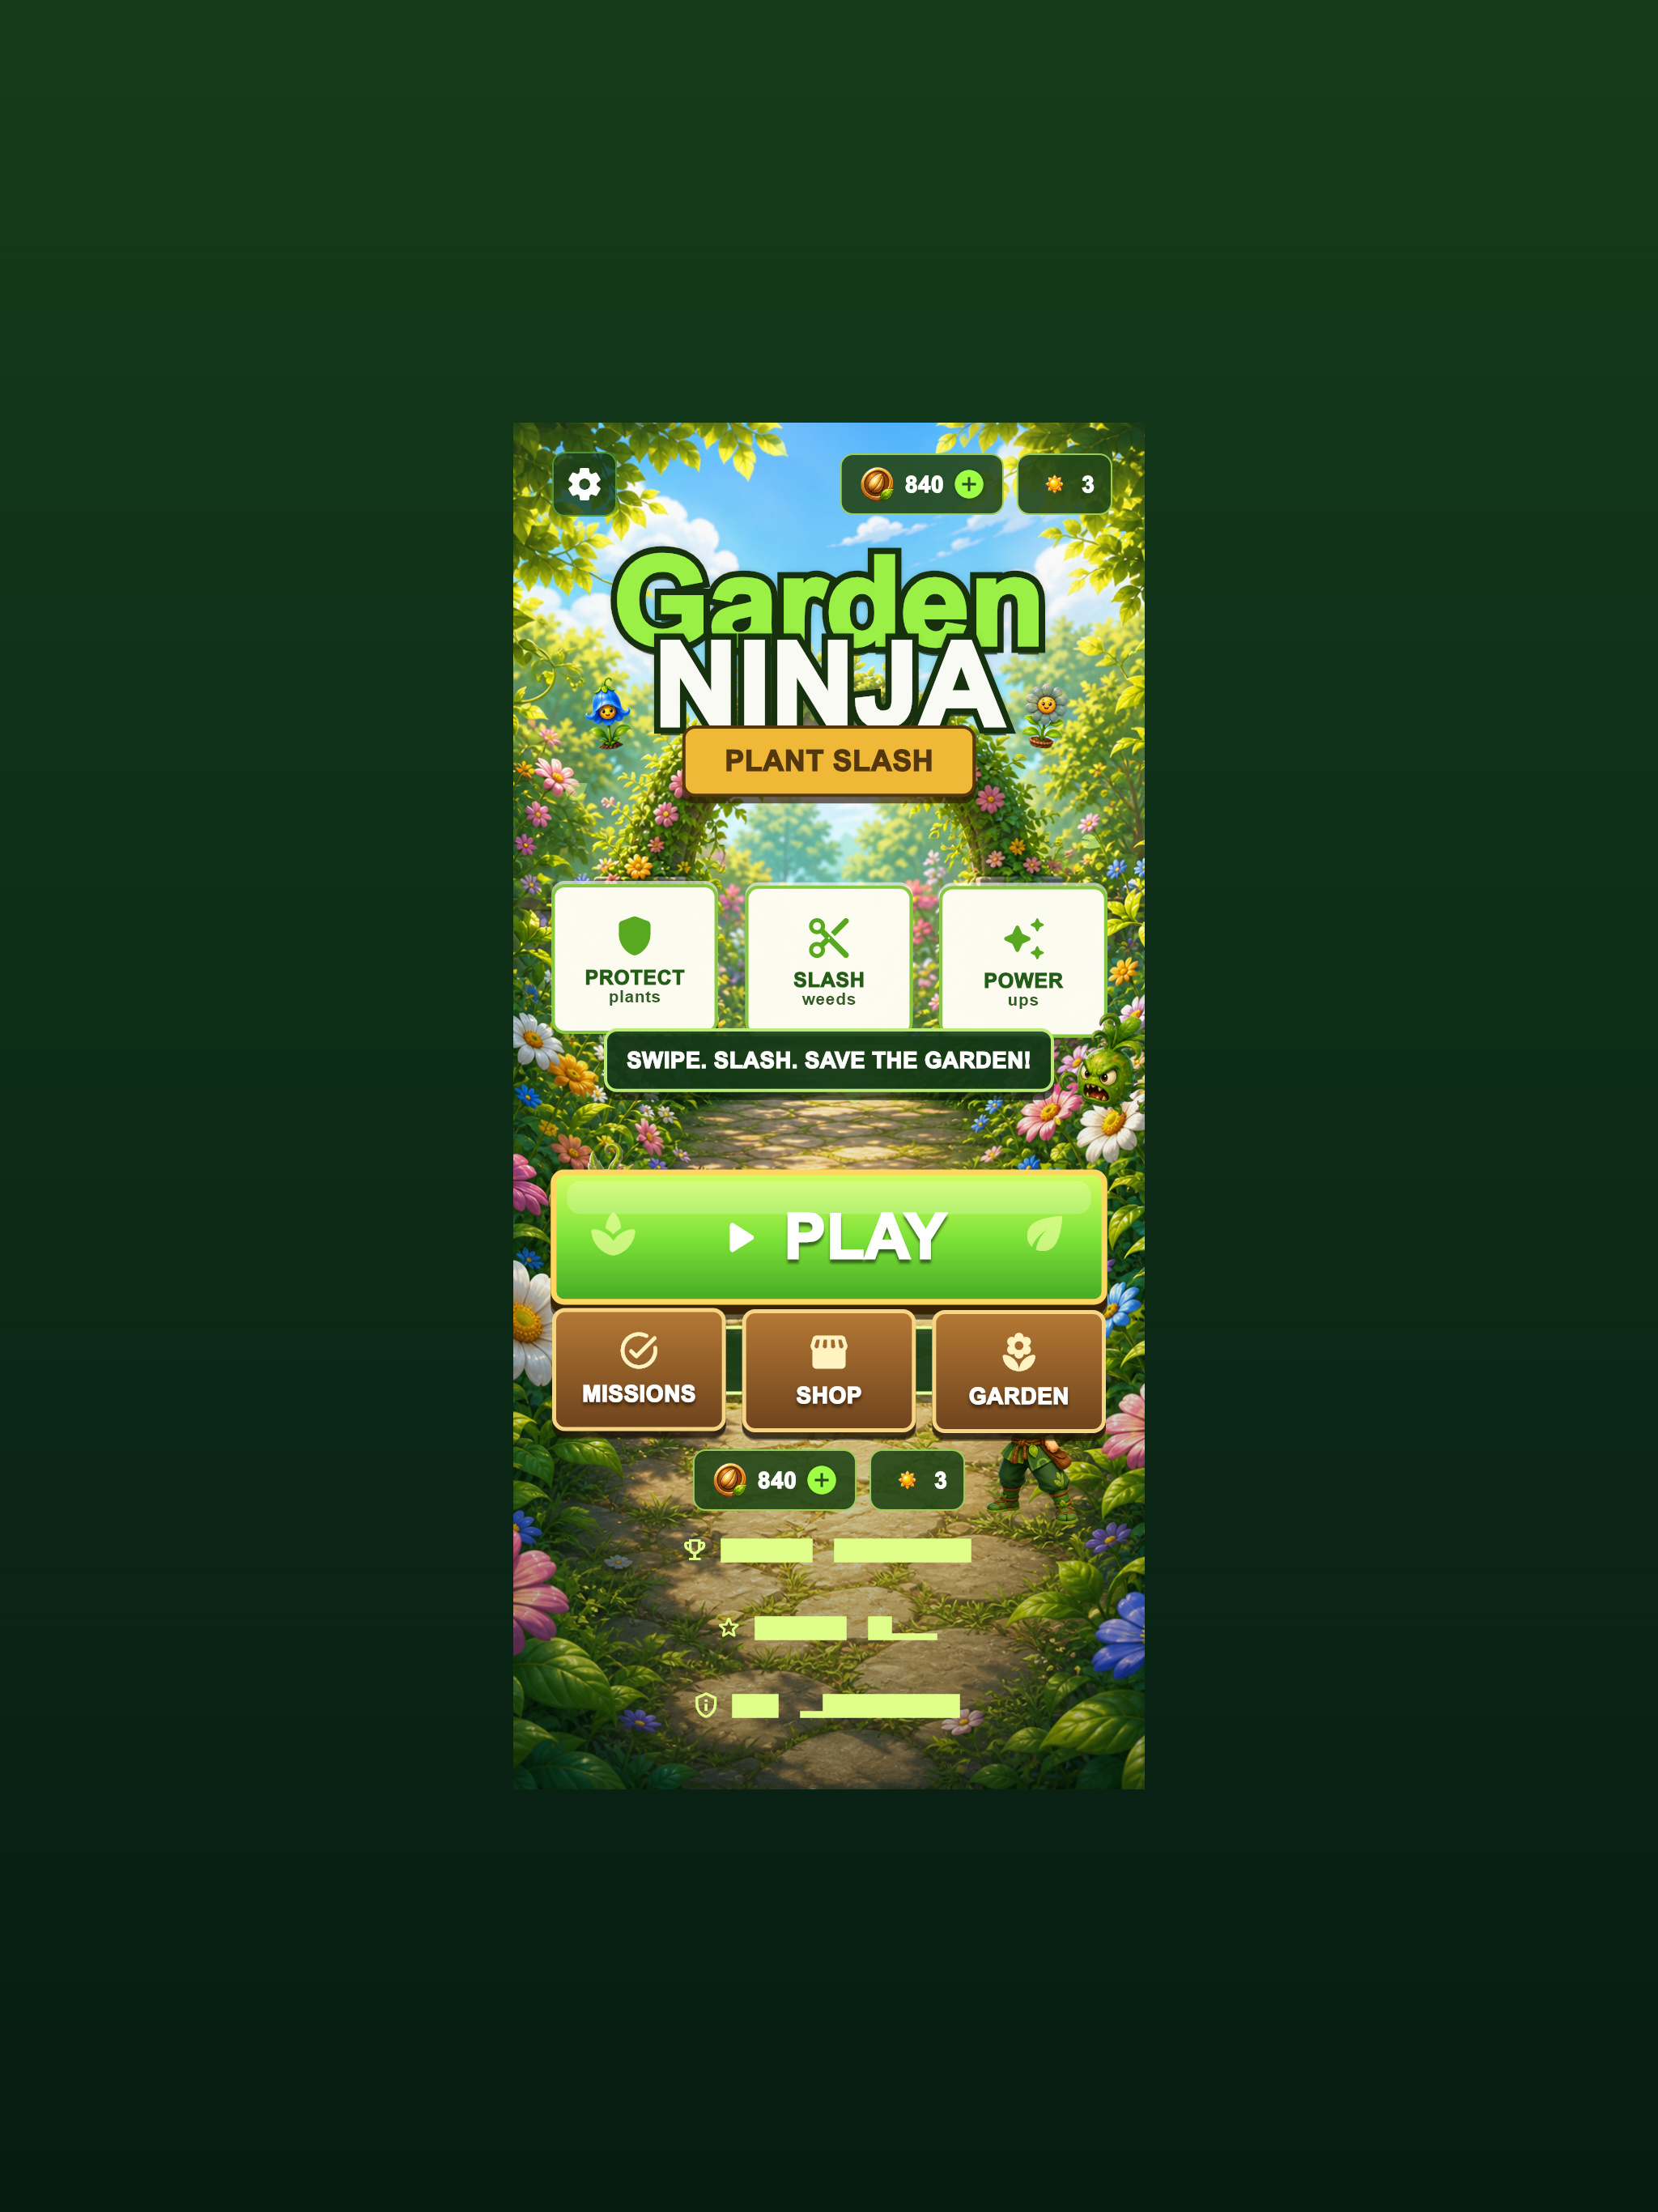 840 + 3
Garden
NINJA
PLANT SLASH
PROTECT
plants
SLASH
weeds
POWER
ups
SWIPE. SLASH. SAVE THE GARDEN!
PLAY
MISSIONS
SHOP
GARDEN
840 + 3